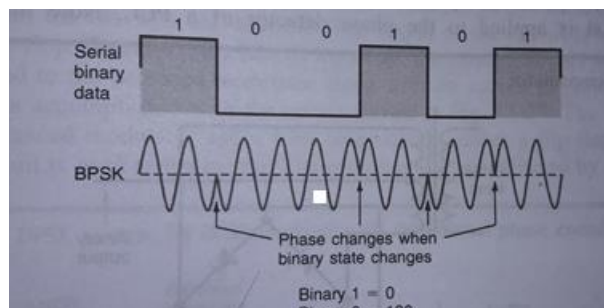 1 0 0 1 0 1
Serial
binary
data
BPSK
Phase changes when
binary state changes
Binary 1 = 0